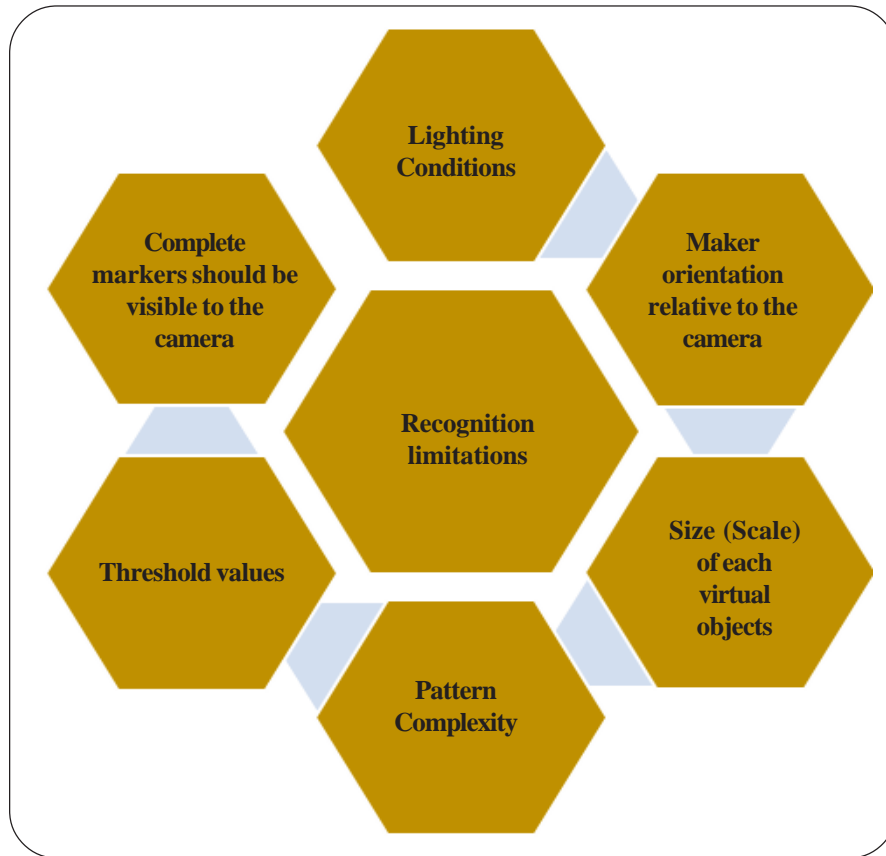 Lighting
Conditions
Complete
markers should be
visible to the
camera
Maker
orientation
relative to the
camera
Recognition
limitations
Threshold values
Size (Scale)
of each
virtual
objects
Pattern
Complexity